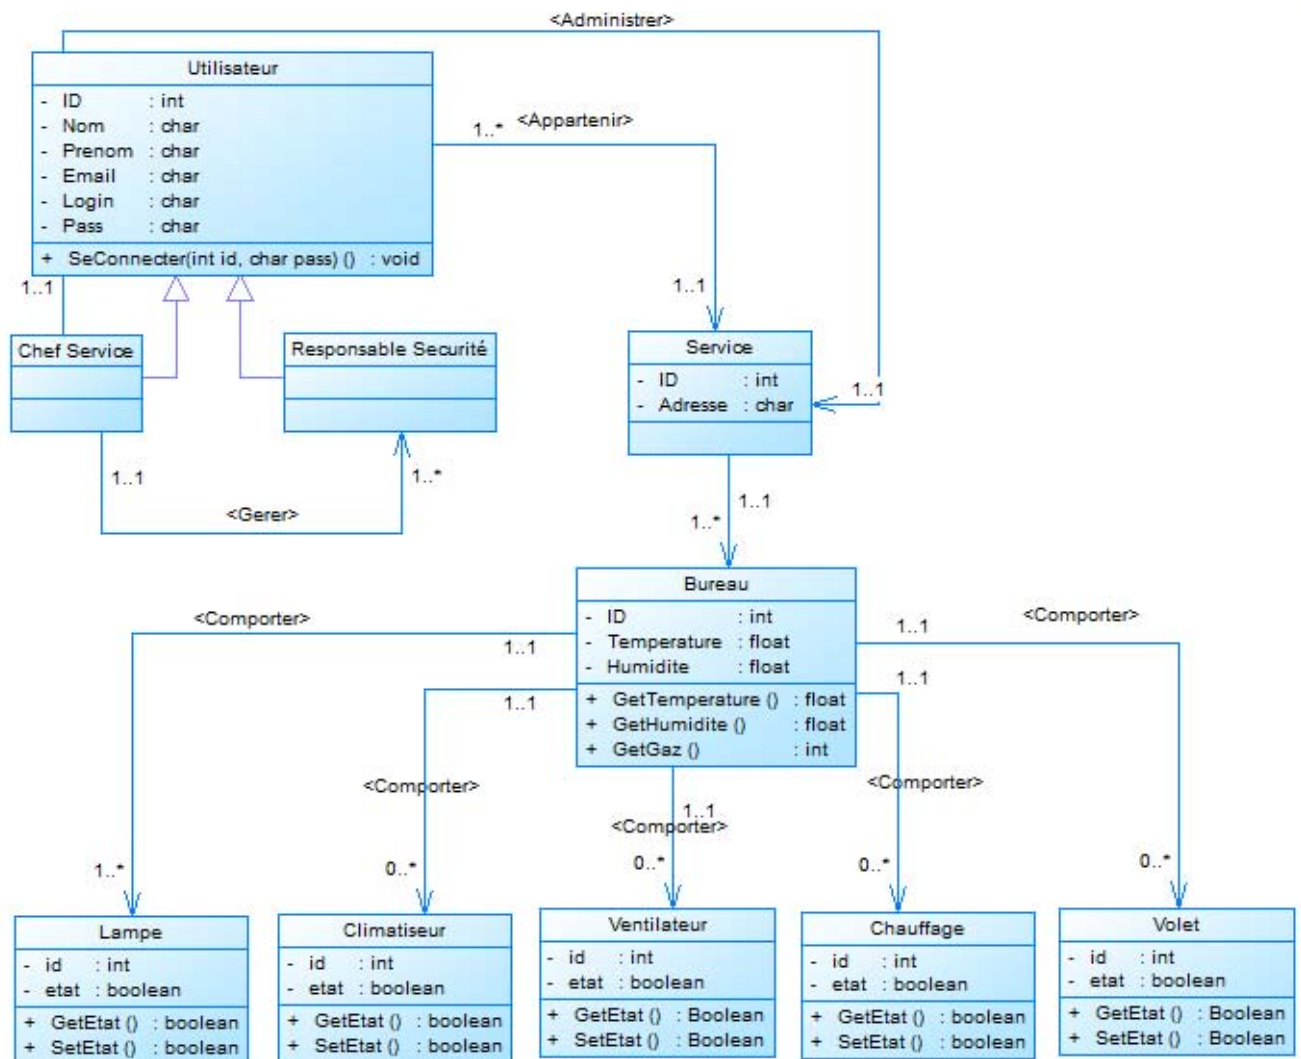 <Administrer>
Utilisateur
- ID : int
- Nom : char
- Prenom : char
- Email : char
- Login : char
- Pass : char
+ SeConnecter(int id, char pass) () : void
1..*
<Appartenir>
1..1
1..1
Chef Service
Responsable Securité
Service
- ID : int
- Adresse : char
1..1
1..1
1..*
<Gerer>
1..1
1..*
Bureau
- ID : int
- Temperature : float
- Humidite : float
+ GetTemperature () : float
+ GetHumidite () : float
+ GetGaz () : int
<Comporter>
1..1
1..1
<Comporter>
1..1
1..1
<Comporter>
1..1
<Comporter>
<Comporter>
1..*
0..*
0..*
0..*
0..*
Lampe
- id : int
- etat : boolean
+ GetEtat () : boolean
+ SetEtat () : boolean
Climatiseur
- id : int
- etat : boolean
+ GetEtat () : boolean
+ SetEtat () : boolean
Ventilateur
- id : int
- etat : boolean
+ GetEtat () : Boolean
+ SetEtat () : Boolean
Chauffage
- id : int
- etat : boolean
+ GetEtat () : boolean
+ SetEtat () : boolean
Volet
- id : int
- etat : boolean
+ GetEtat () : Boolean
+ SetEtat () : Boolean